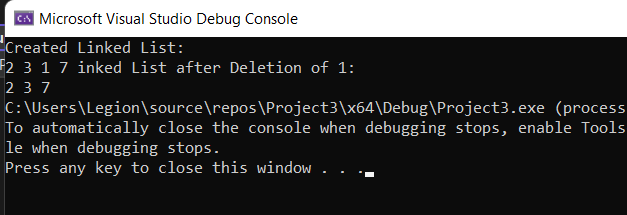 Microsoft Visual Studio Debug Console
Created Linked List:
2 3 1 7 inked List after Deletion of 1:
2 3 7
C:\Users\Legion\source\repos\Project3\x64\Debug\Project3.exe (process
To automatically close the console when debugging stops, enable Tools
le when debugging stops.
Press any key to close this window . . .